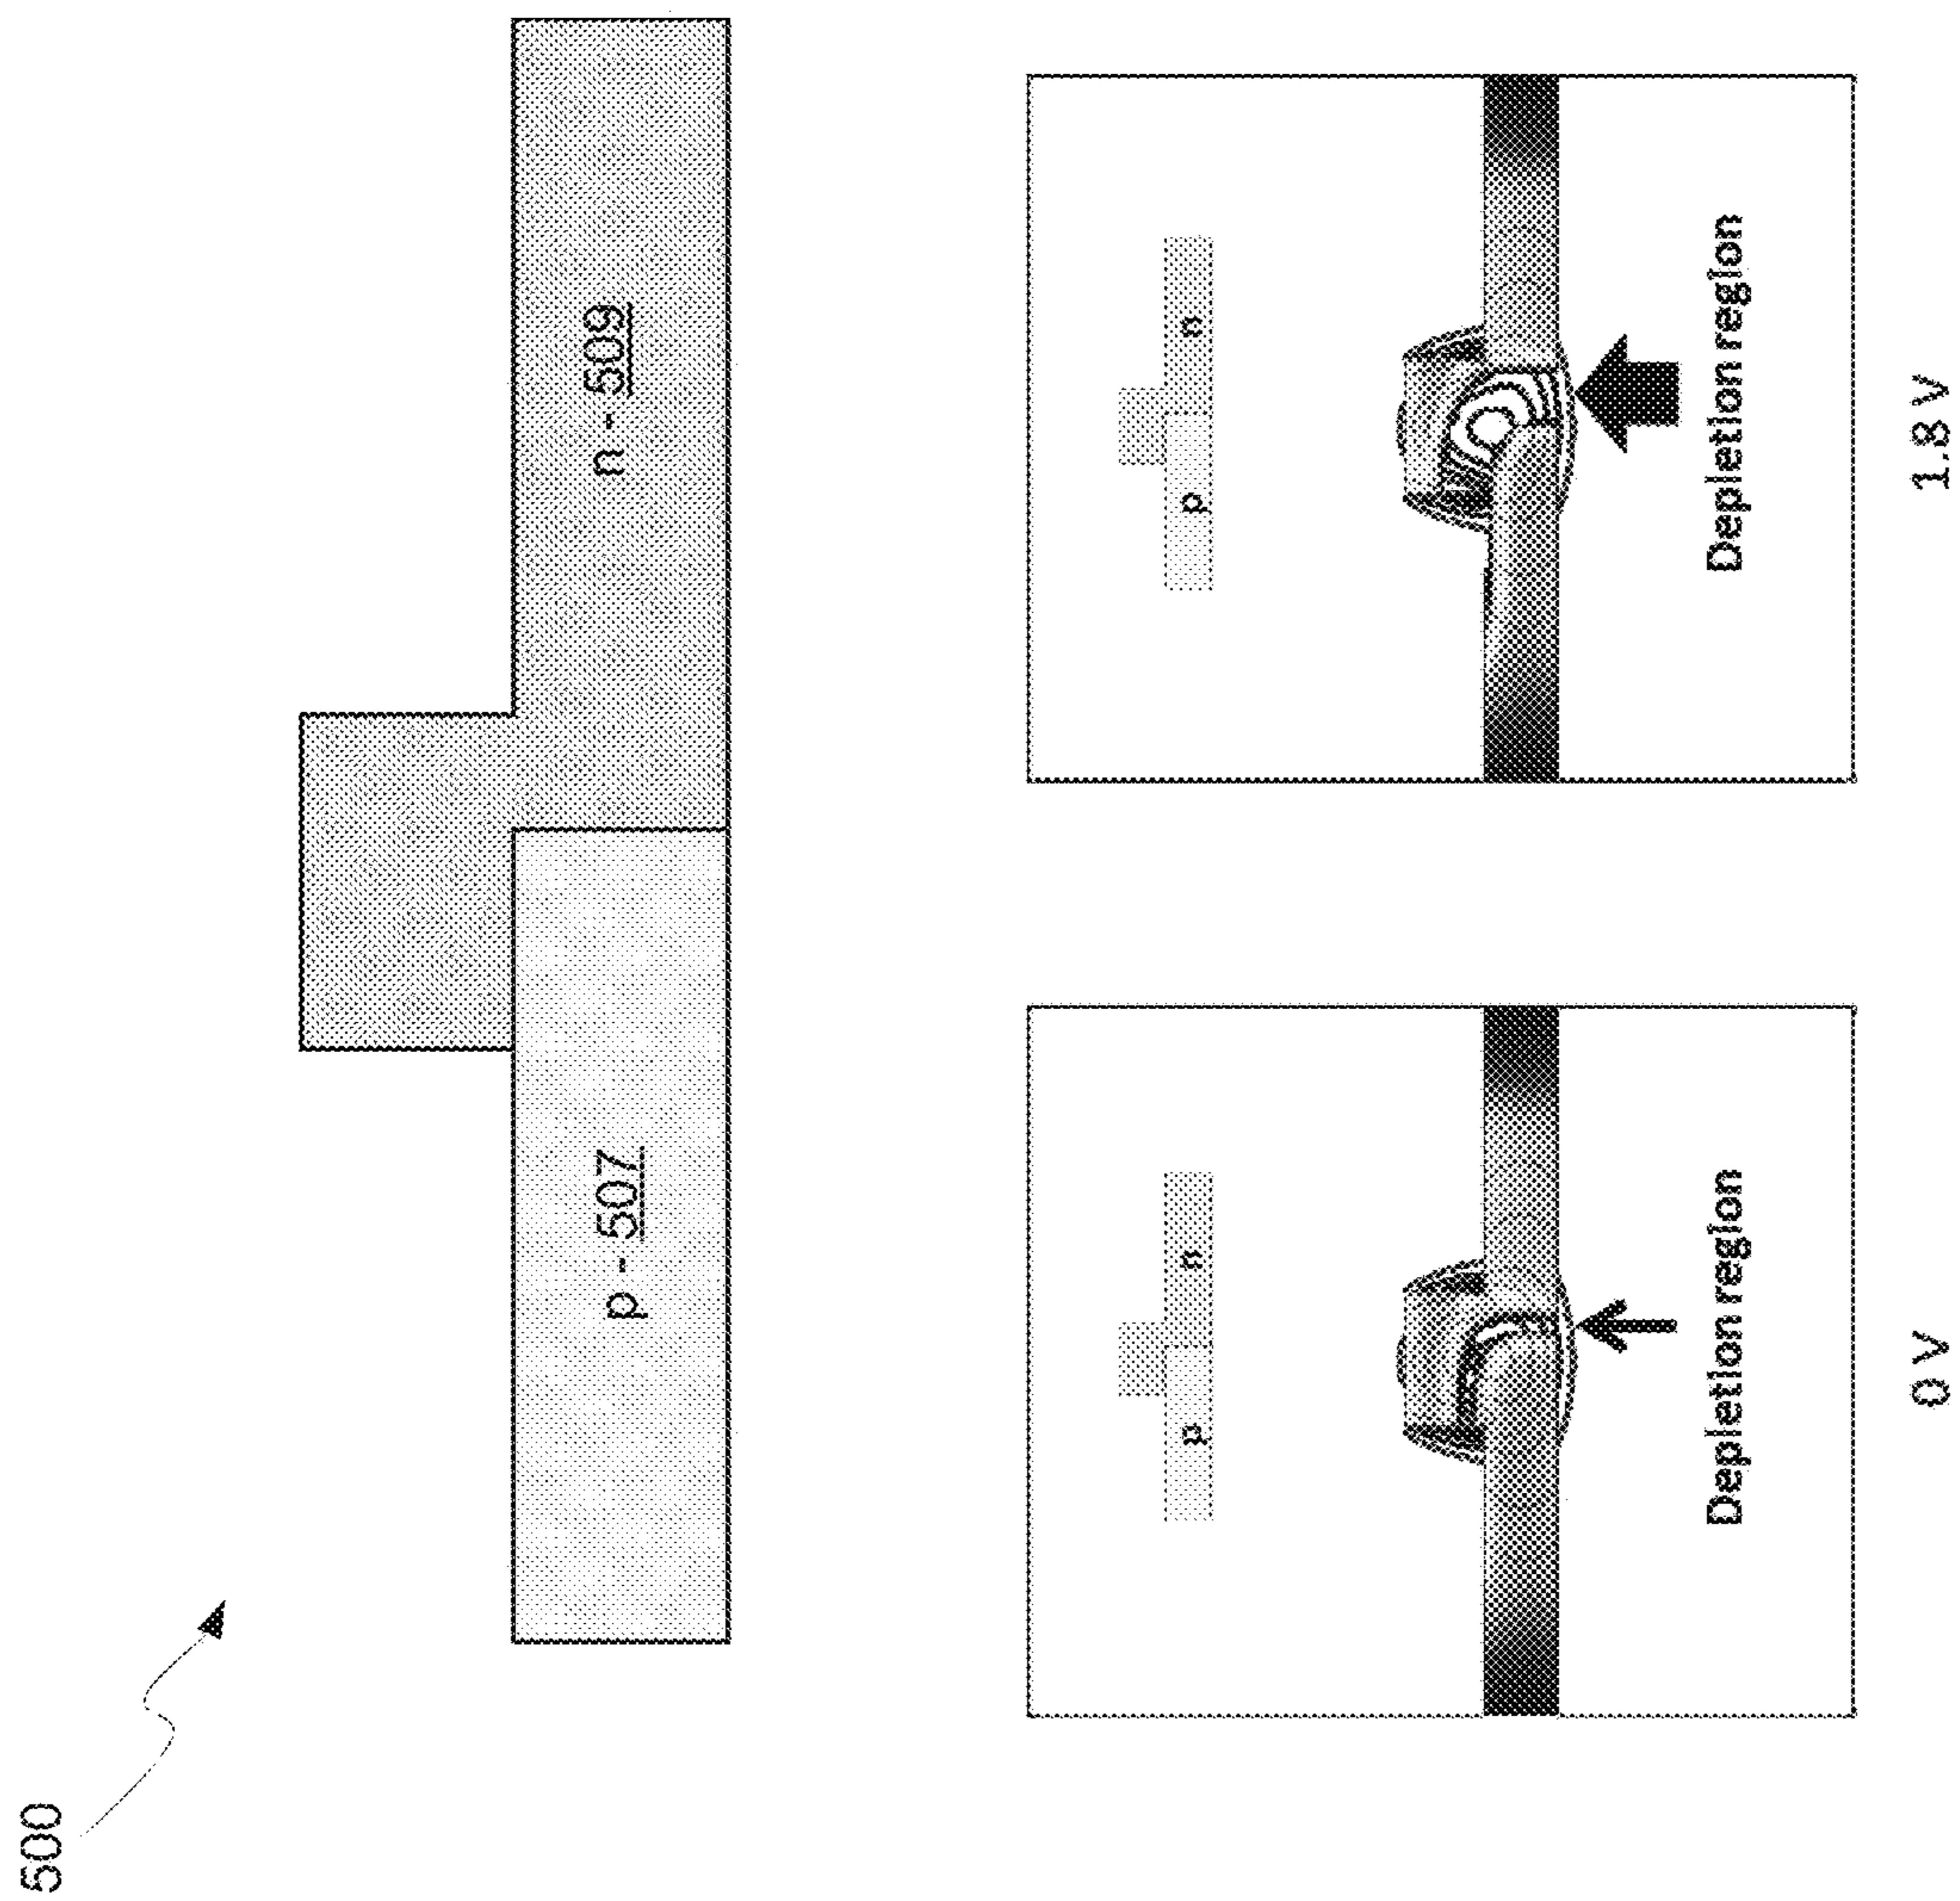 500
p - 507
n - 509
p
n
Depletion region
0 V
p
n
Depletion region
1.8 V